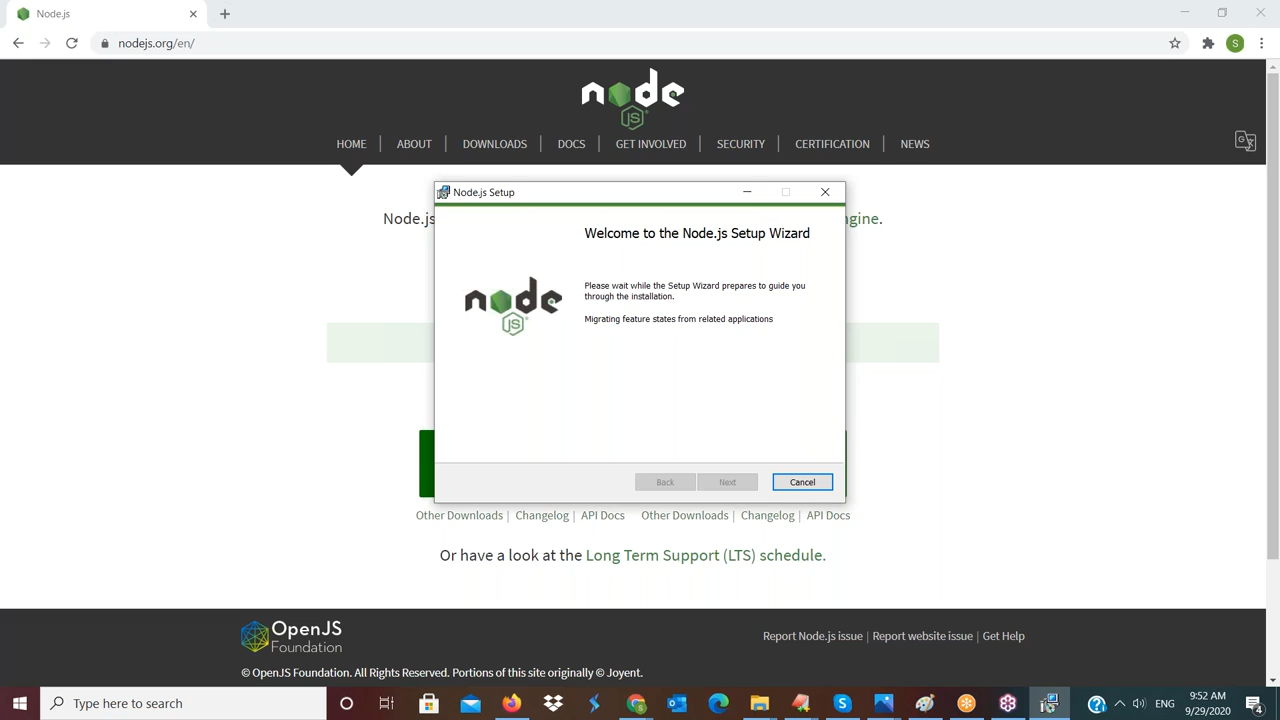 Node.js
nodejs.org/en/
S
node
JS
HOME
ABOUT
DOWNLOADS
DOCS
GET INVOLVED
SECURITY
CERTIFICATION
NEWS
Node.js Setup
Node.js
ngine.
Welcome to the Node.js Setup Wizard
node
JS
Please wait while the Setup Wizard prepares to guide you
through the installation.
Migrating feature states from related applications
Back
Next
Cancel
Other Downloads | Changelog | API Docs
Other Downloads | Changelog | API Docs
Or have a look at the Long Term Support (LTS) schedule.
OpenJS
Foundation
Report Node.js issue | Report website issue | Get Help
© OpenJS Foundation. All Rights Reserved. Portions of this site originally © Joyent.
Type here to search
ENG
9:52 AM
9/29/2020
4